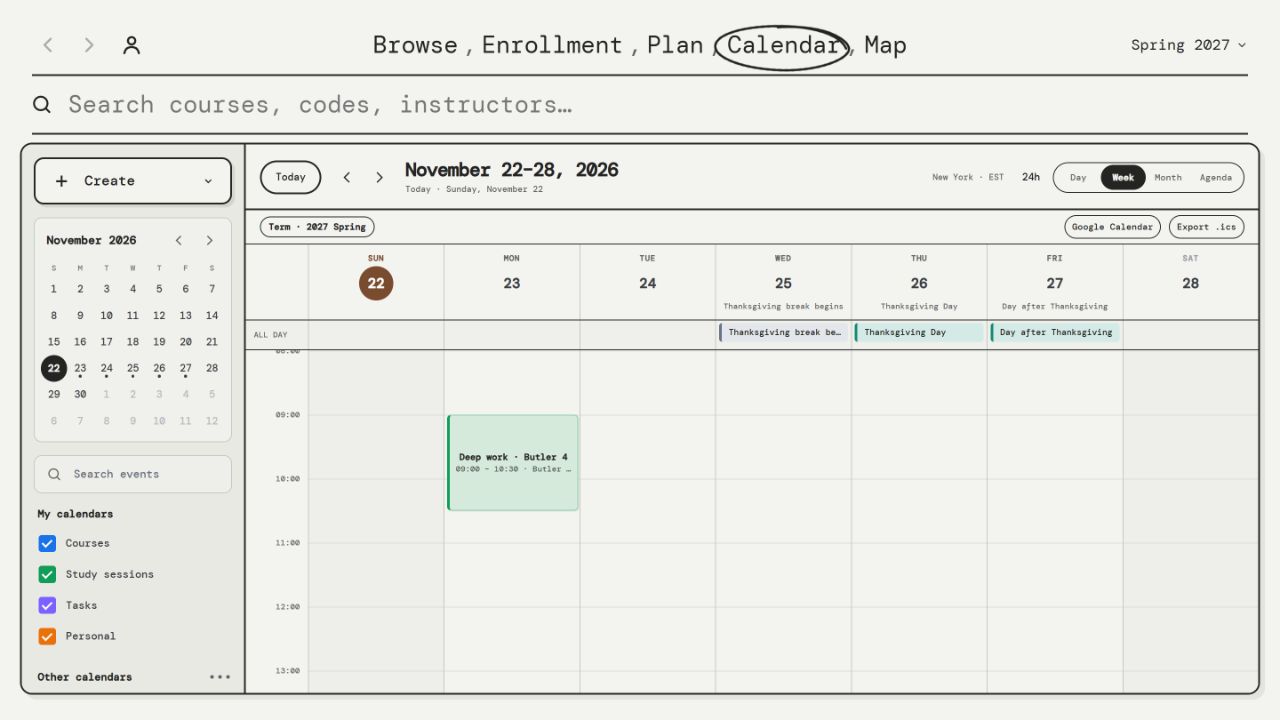 Browse , Enrollment , Plan , Calendar , Map
Spring 2027
Search courses, codes, instructors…
Create
November 2026
S M T W T F S
1 2 3 4 5 6 7
8 9 10 11 12 13 14
15 16 17 18 19 20 21
22 23 24 25 26 27 28
29 30 1 2 3 4 5
6 7 8 9 10 11 12
Search events
My calendars
Courses
Study sessions
Tasks
Personal
Other calendars
Today
November 22–28, 2026
Today · Sunday, November 22
New York · EST
24h
Day Week Month Agenda
Term · 2027 Spring
Google Calendar
Export .ics
SUN MON TUE WED THU FRI SAT
22 23 24 25 26 27 28
Thanksgiving break begins
Thanksgiving Day
Day after Thanksgiving
ALL DAY
Thanksgiving break be…
Thanksgiving Day
Day after Thanksgiving
08:00
09:00
Deep work · Butler 4
09:00 – 10:30 · Butler …
10:00
11:00
12:00
13:00